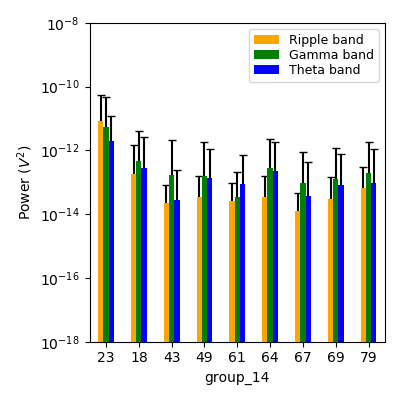 10⁻⁸
10⁻¹⁰
10⁻¹²
10⁻¹⁴
10⁻¹⁶
10⁻¹⁸
Power (V²)
Ripple band
Gamma band
Theta band
23 18 43 49 61 64 67 69 79
group_14